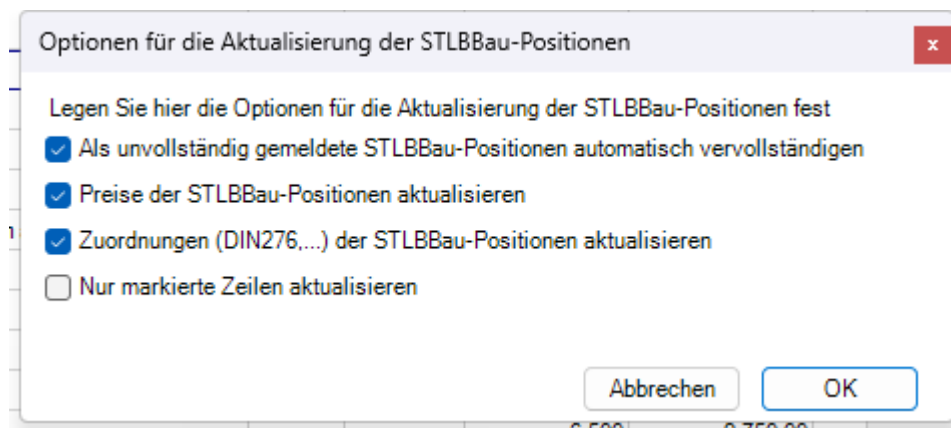 Optionen für die Aktualisierung der STLBBau-Positionen
x
Legen Sie hier die Optionen für die Aktualisierung der STLBBau-Positionen fest
Als unvollständig gemeldete STLBBau-Positionen automatisch vervollständigen
Preise der STLBBau-Positionen aktualisieren
Zuordnungen (DIN276,...) der STLBBau-Positionen aktualisieren
Nur markierte Zeilen aktualisieren
Abbrechen OK